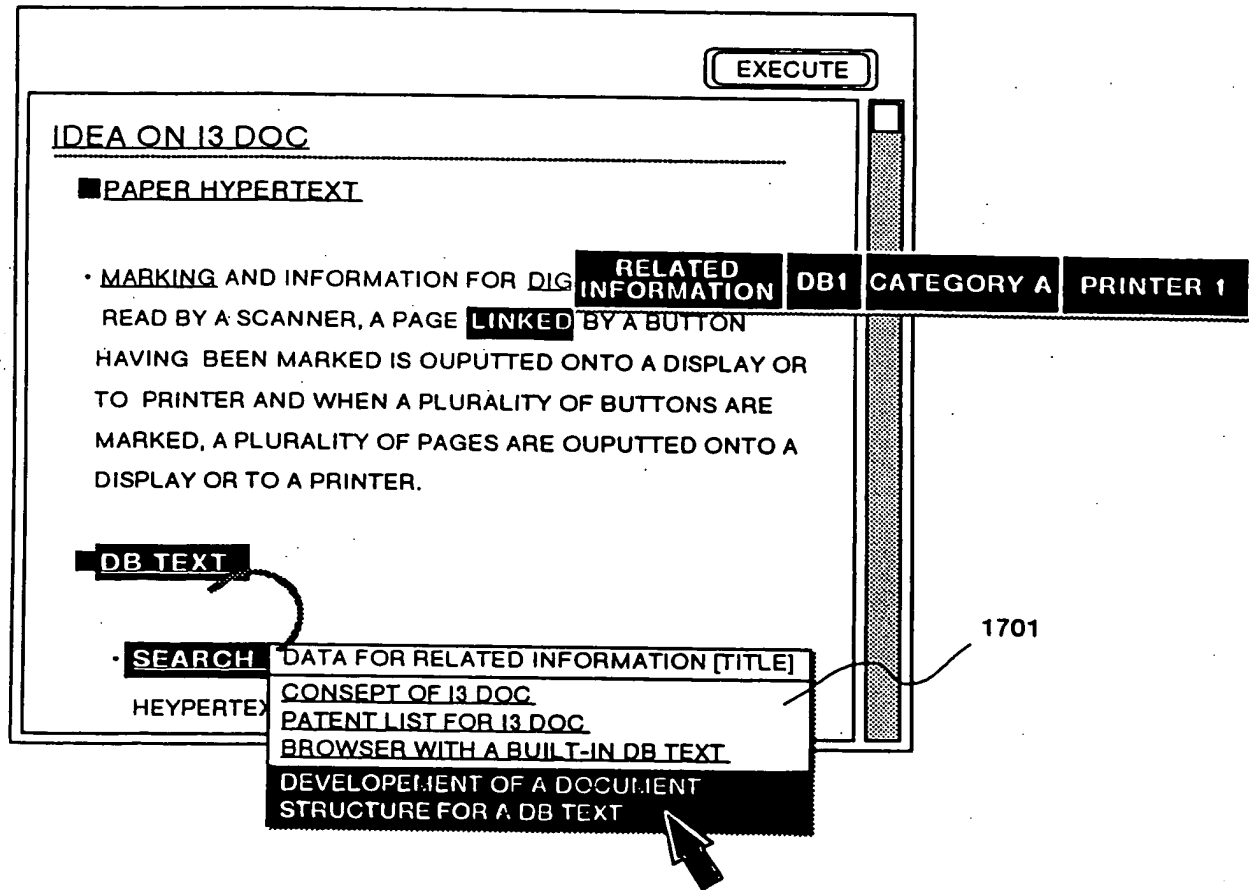 EXECUTE
IDEA ON I3 DOC
PAPER HYPERTEXT
· MARKING AND INFORMATION FOR DIG
RELATED
INFORMATION
DB1
CATEGORY A
PRINTER 1
READ BY A SCANNER, A PAGE LINKED BY A BUTTON
HAVING BEEN MARKED IS OUPUTTED ONTO A DISPLAY OR
TO PRINTER AND WHEN A PLURALITY OF BUTTONS ARE
MARKED, A PLURALITY OF PAGES ARE OUPUTTED ONTO A
DISPLAY OR TO A PRINTER.
DB TEXT
1701
· SEARCH
DATA FOR RELATED INFORMATION [TITLE]
HEYPERTEX
CONSEPT OF I3 DOC
PATENT LIST FOR I3 DOC
BROWSER WITH A BUILT-IN DB TEXT
DEVELOPEMENT OF A DOCUMENT
STRUCTURE FOR A DB TEXT